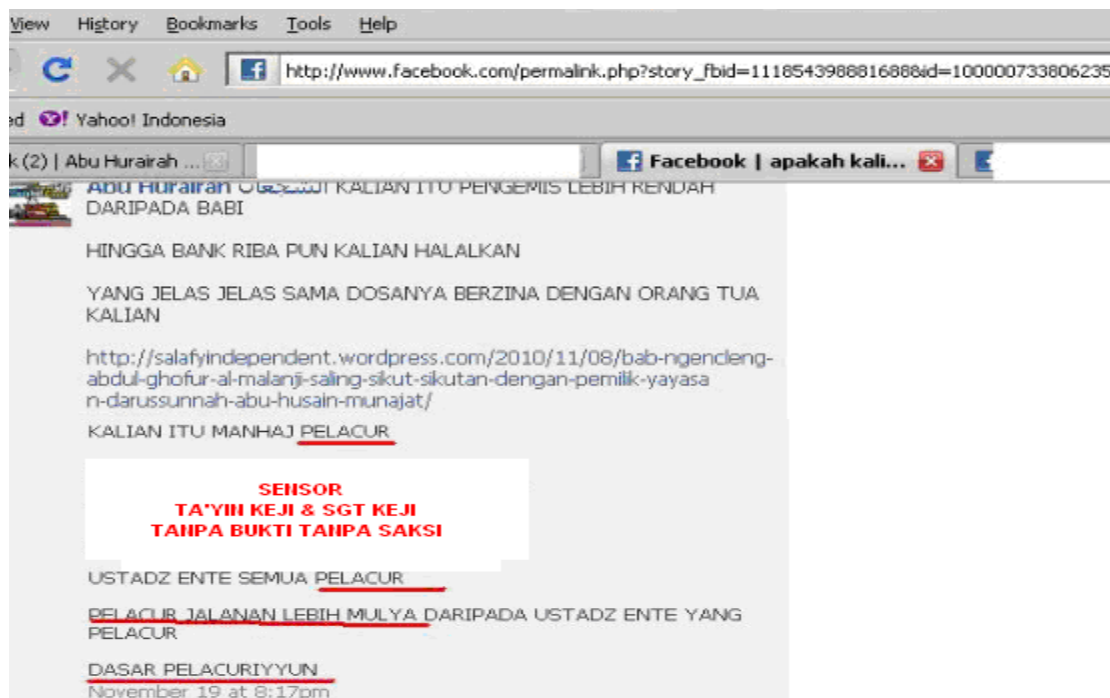 View History Bookmarks Tools Help
http://www.facebook.com/permalink.php?story_fbid=111854398881688&id=100000733806235
ed Yahoo! Indonesia
k (2) | Abu Hurairah ... Facebook | apakah kali...
Abu Hurairah KALIAN ITU PENGEMIS LEBIH RENDAH
DARIPADA BABI
HINGGA BANK RIBA PUN KALIAN HALALKAN
YANG JELAS JELAS SAMA DOSANYA BERZINA DENGAN ORANG TUA
KALIAN
http://salafyindependent.wordpress.com/2010/11/08/bab-ngencleng-
abdul-ghofur-al-malanji-saling-sikut-sikutan-dengan-pemilik-yayasa
n-darussunnah-abu-husain-munajat/
KALIAN ITU MANHAJ PELACUR
SENSOR
TA'YIN KEJI & SGT KEJI
TANPA BUKTI TANPA SAKSI
USTADZ ENTE SEMUA PELACUR
PELACUR JALANAN LEBIH MULYA DARIPADA USTADZ ENTE YANG
PELACUR
DASAR PELACURIYYUN
November 19 at 8:17pm